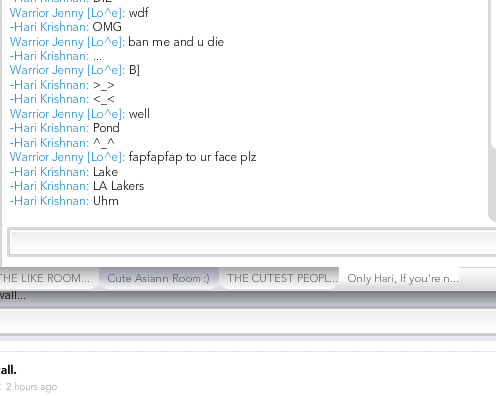 Warrior Jenny [Lo^e]: wdf
-Hari Krishnan: OMG
Warrior Jenny [Lo^e]: ban me and u die
-Hari Krishnan: ...
Warrior Jenny [Lo^e]: B]
-Hari Krishnan: >_>
-Hari Krishnan: <_<
Warrior Jenny [Lo^e]: well
-Hari Krishnan: Pond
-Hari Krishnan: ^_^
Warrior Jenny [Lo^e]: fapfapfap to ur face plz
-Hari Krishnan: Lake
-Hari Krishnan: LA Lakers
-Hari Krishnan: Uhm
THE LIKE ROOM... Cute Asiann Room :) THE CUTEST PEOPL... Only Hari, If you're n...
wall...
all.
2 hours ago